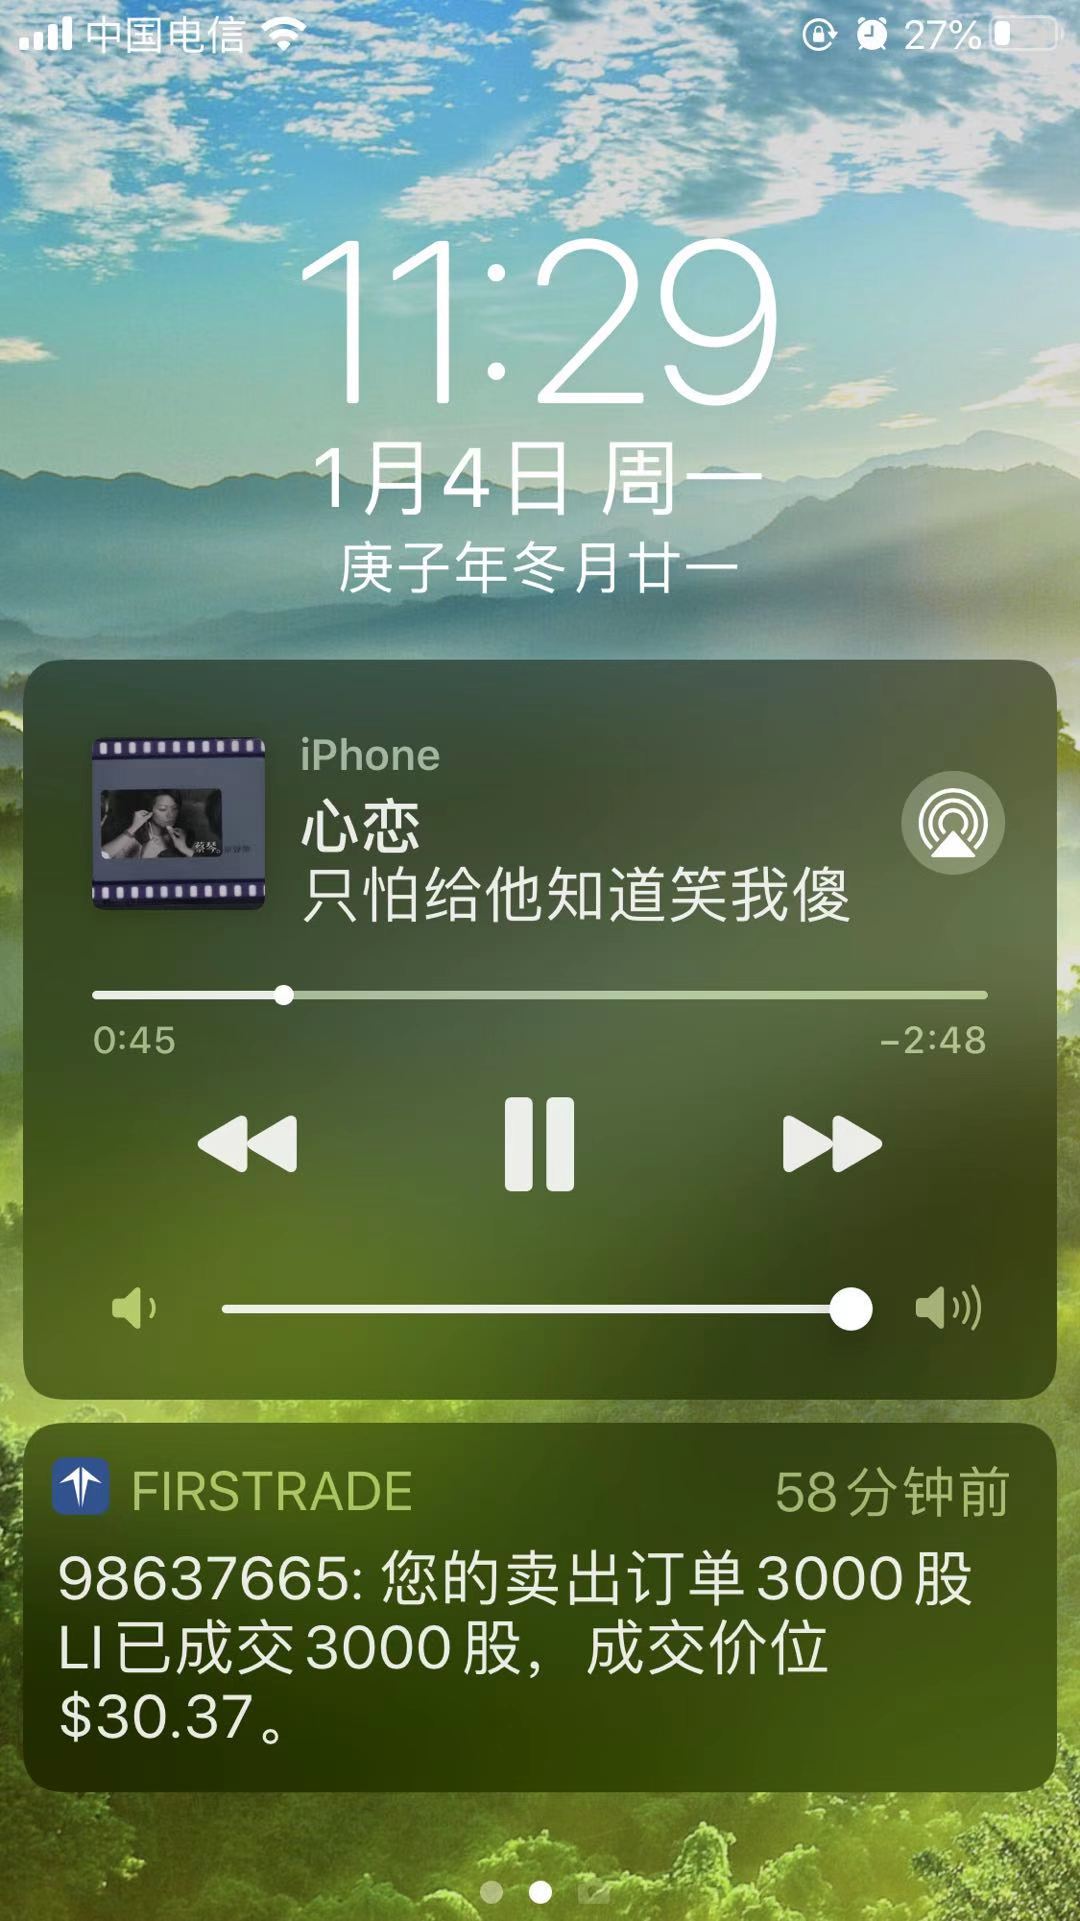 中国电信
27%
11:29
1月4日 周一
庚子年冬月廿一
iPhone
心恋
只怕给他知道笑我傻
蔡琴。
0:45
−2:48
FIRSTRADE
58分钟前
98637665: 您的卖出订单3000股
LI已成交3000股，成交价位
$30.37。